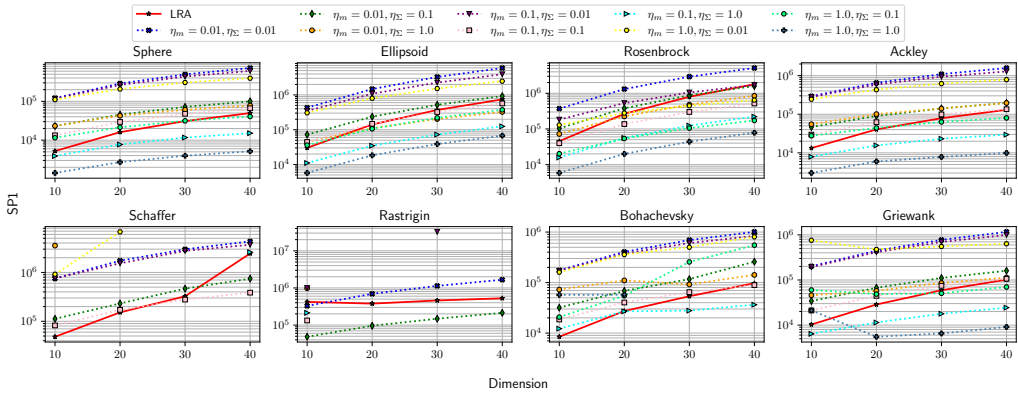 LRA
η_m = 0.01, η_Σ = 0.01
η_m = 0.01, η_Σ = 0.1
η_m = 0.01, η_Σ = 1.0
η_m = 0.1, η_Σ = 0.01
η_m = 0.1, η_Σ = 0.1
η_m = 0.1, η_Σ = 1.0
η_m = 1.0, η_Σ = 0.01
η_m = 1.0, η_Σ = 0.1
η_m = 1.0, η_Σ = 1.0
SP1
Sphere
10^5
10^4
10 20 30 40
Ellipsoid
10^6
10^5
10^4
10 20 30 40
Rosenbrock
10^6
10^5
10^4
10 20 30 40
Ackley
10^6
10^5
10^4
10 20 30 40
Schaffer
10^6
10^5
10 20 30 40
Rastrigin
10^7
10^6
10^5
10 20 30 40
Bohachevsky
10^6
10^5
10^4
10 20 30 40
Griewank
10^6
10^5
10^4
10 20 30 40
Dimension